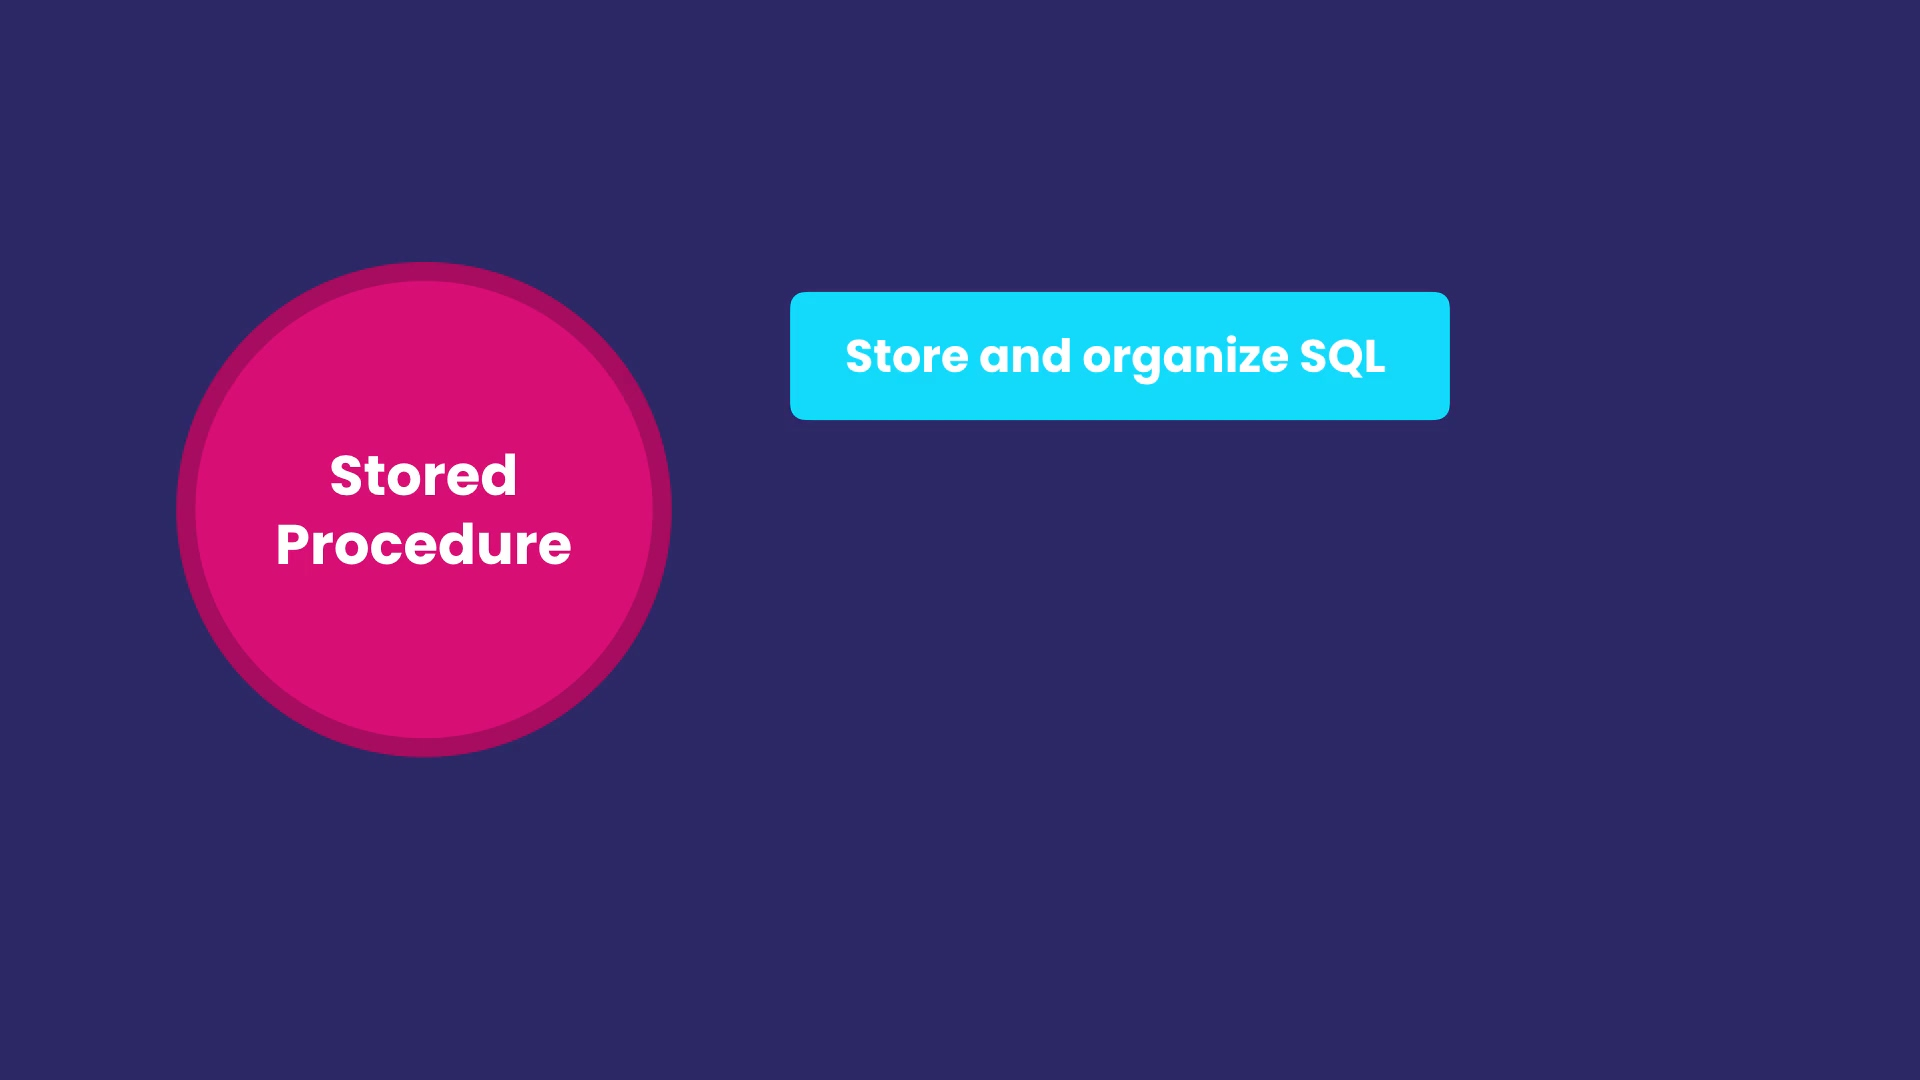 Stored
Procedure
Store and organize SQL